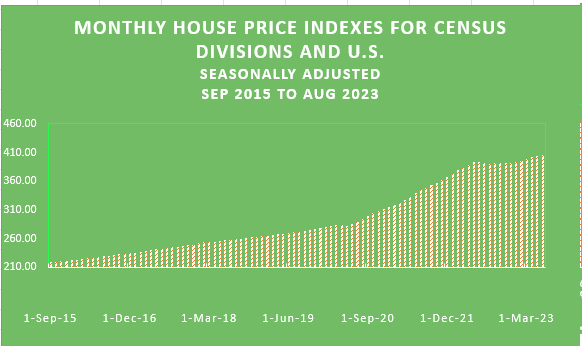 MONTHLY HOUSE PRICE INDEXES FOR CENSUS
DIVISIONS AND U.S.
SEASONALLY ADJUSTED
SEP 2015 TO AUG 2023
460.00
410.00
360.00
310.00
260.00
210.00
1-Sep-15 1-Dec-16 1-Mar-18 1-Jun-19 1-Sep-20 1-Dec-21 1-Mar-23